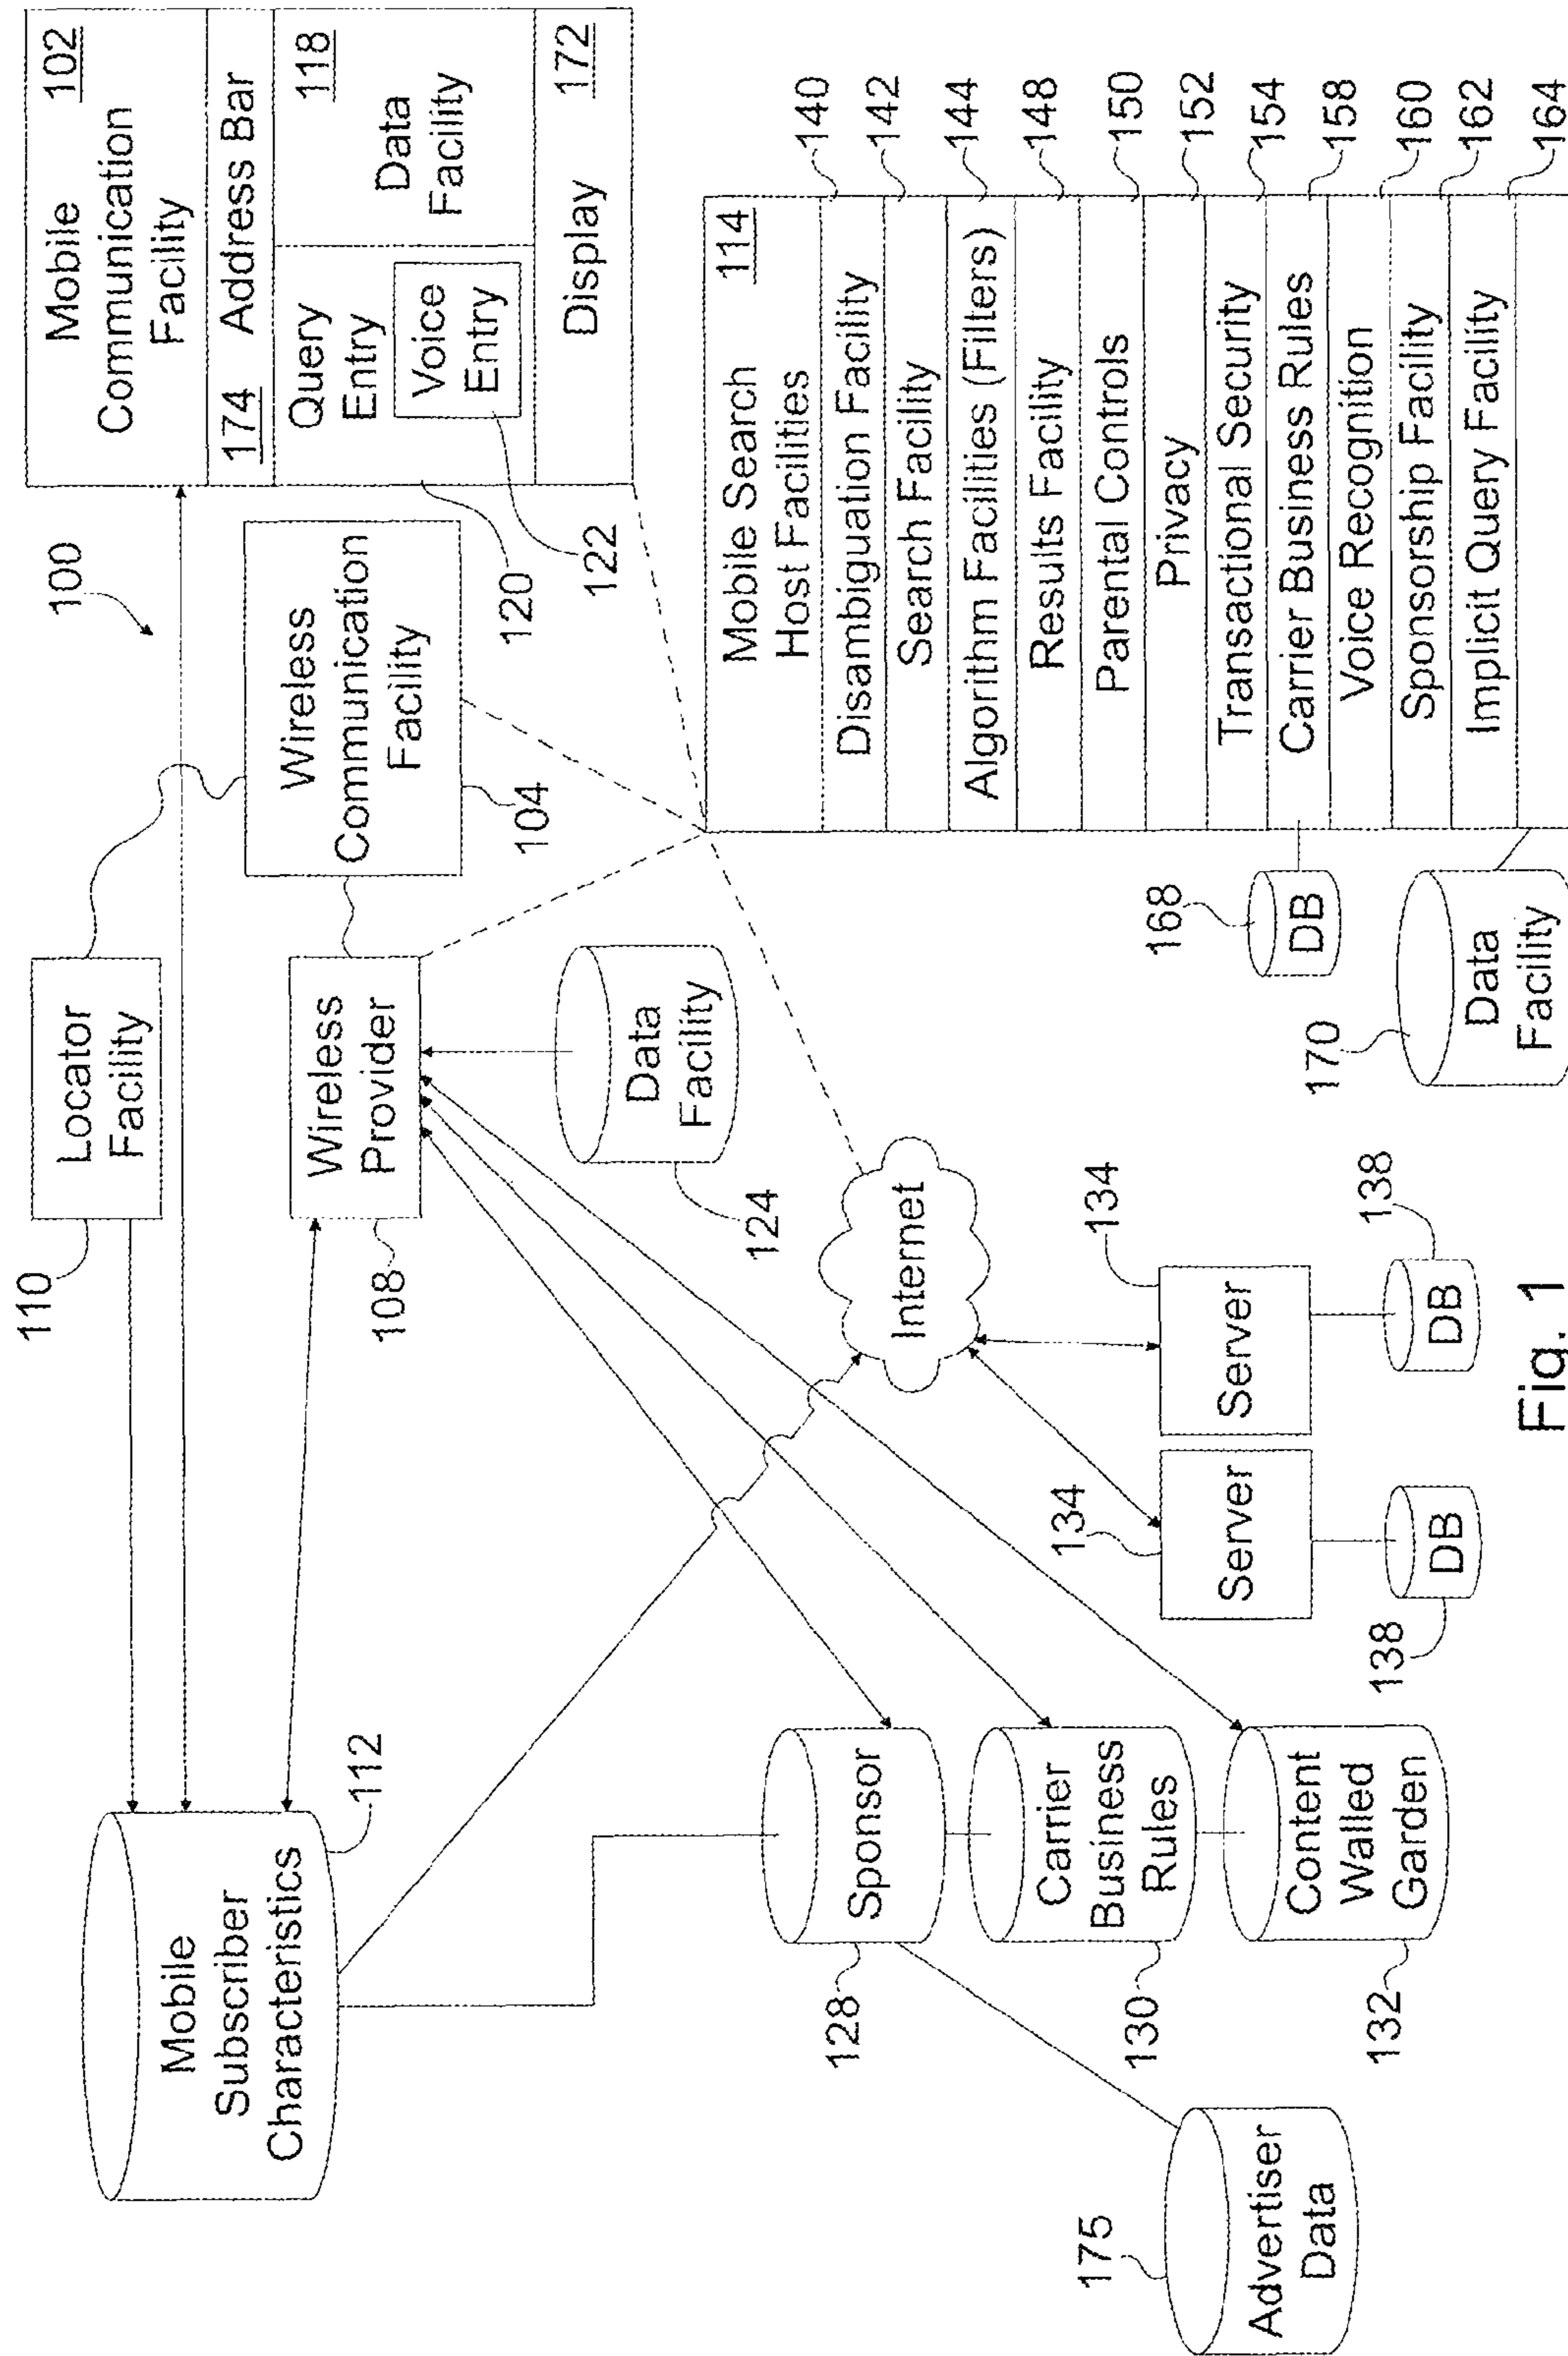 100
Mobile
Subscriber
Characteristics
112
110
Locator
Facility
Mobile
Communication
Facility
102
174
Address Bar
Query
Entry
Voice
Entry
118
Data
Facility
Display
172
120
122
Wireless
Communication
Facility
104
Wireless
Provider
108
Data
Facility
124
Sponsor
128
Carrier
Business
Rules
130
Content
Walled
Garden
132
175
Advertiser
Data
Internet
Server
134
Server
134
DB
138
DB
138
Mobile Search
Host Facilities
114
Disambiguation Facility
140
Search Facility
142
Algorithm Facilities (Filters)
144
Results Facility
148
Parental Controls
150
Privacy
152
Transactional Security
154
Carrier Business Rules
158
Voice Recognition
160
Sponsorship Facility
162
Implicit Query Facility
164
168
DB
170
Data
Facility
Fig. 1